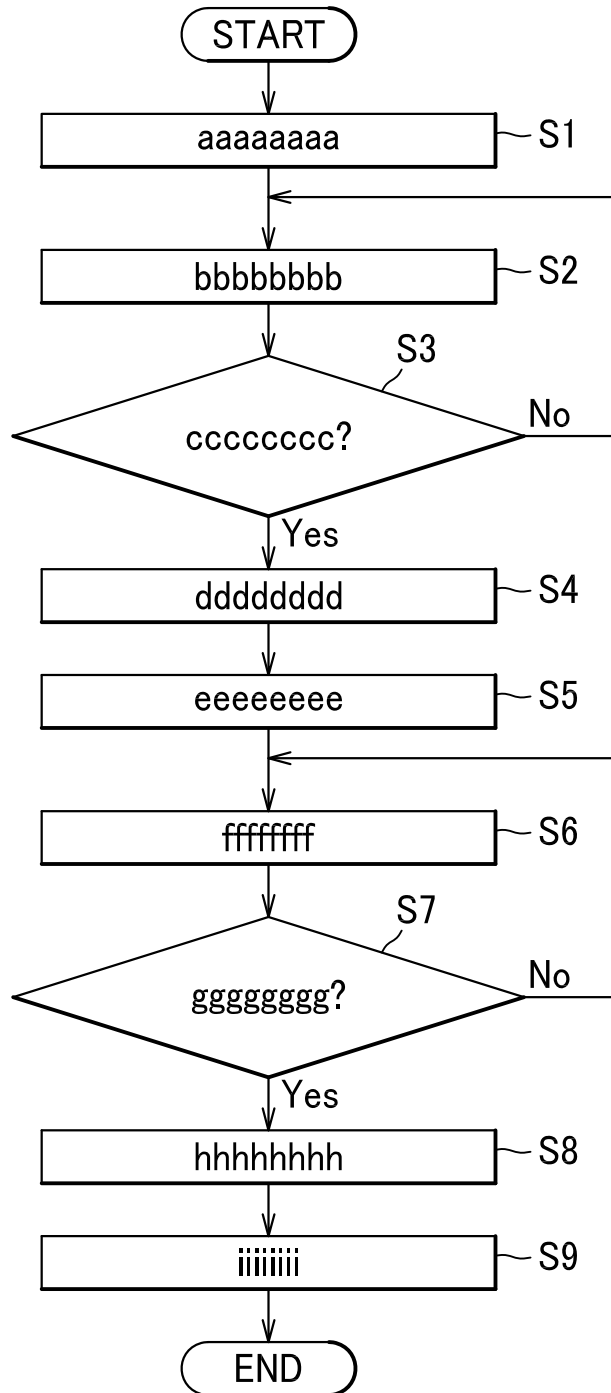 START
aaaaaaaa S1
bbbbbbbb S2
S3
cccccccc? No
Yes
dddddddd S4
eeeeeeee S5
ffffffff S6
S7
gggggggg? No
Yes
hhhhhhhh S8
iiiiiiii S9
END